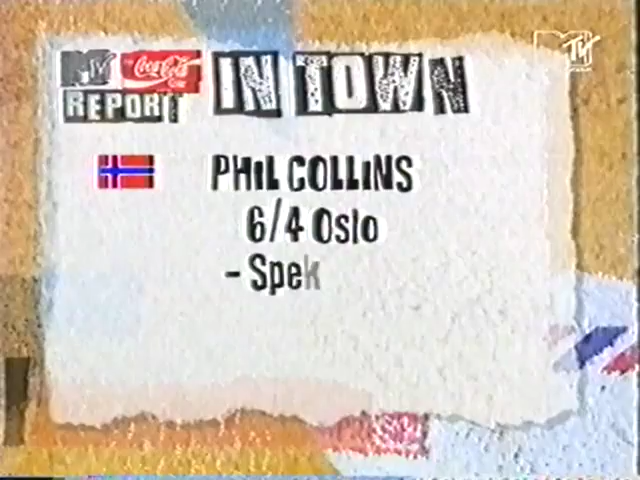 MTV Coca-Cola
REPORT IN TOWN
MTV
PHIL COLLINS
6/4 Oslo
- Spek